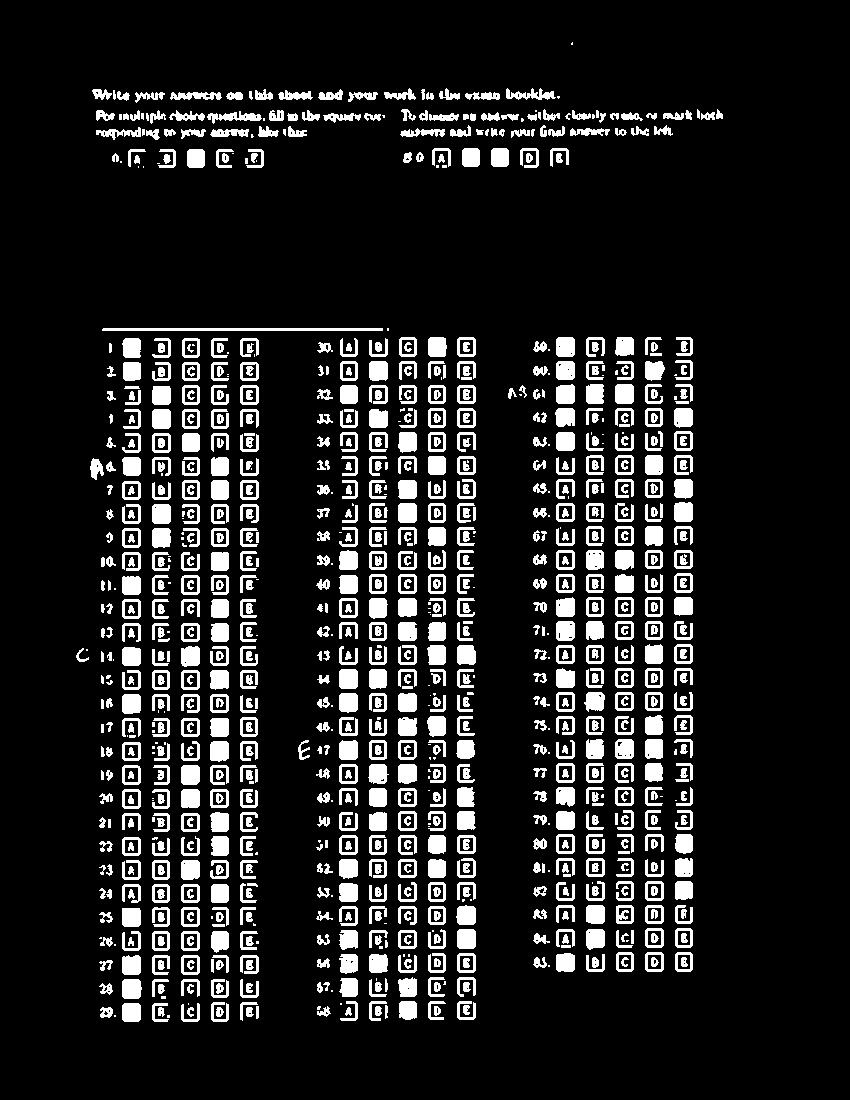 Write your answers on this sheet and your work in the exam booklet.
For multiple choice questions, fill in the square cor-
responding to your answer, like this:
0. A B D E
To change an answer, either cleanly erase, or mark both
answers and write your final answer to the left.
B 0 A D E
1 B C D E
2. B C D E
3. A C D E
4 A C D E
5. A B D E
A 6. B C E
7 A B C E
8 A C D E
9 A C D E
10. A B C E
11. B C D E
12 A B C E
13 A B C E
C 14. B D E
15 A B C E
16 B C D E
17 A B C E
18 A B C E
19 A B D E
20 A B D E
21 A B C E
22 A B C E
23 A B D E
24 A B C E
25 B C D E
26. A B C E
27 B C D E
28 B C D E
29. B C D E
30. A B C E
31 A C D E
32. B C D E
33. A C D E
34 A B D E
35 A B C E
36. A B D E
37 A B D E
38 A B C E
39. B C D E
40 B C D E
41 A D E
42. A B E
43 A B C
44 C D E
45. B D E
46. A B E
E 47 B C D
48 A D E
49. A C D
50 A C D
51 A B C E
52. B C E
53. B C D E
54. A B C D
55 B C D
56 C D E
57. B D E
58 A B D E
59. B D E
60. B C E
AB 61 D E
62 B C D
63. B C D E
64 A B C E
65. A B C D
66. A B C D
67 A B C E
68 A D E
69 A B D E
70 B C D
71. C D E
72. A B C E
73 B C D E
74. A C D E
75. A B C E
76. A E
77 A B C E
78 B C D E
79. B C D E
80 A B C D
81. A B C D
82 A B C D
83 A C D E
84. A C D E
85. B C D E